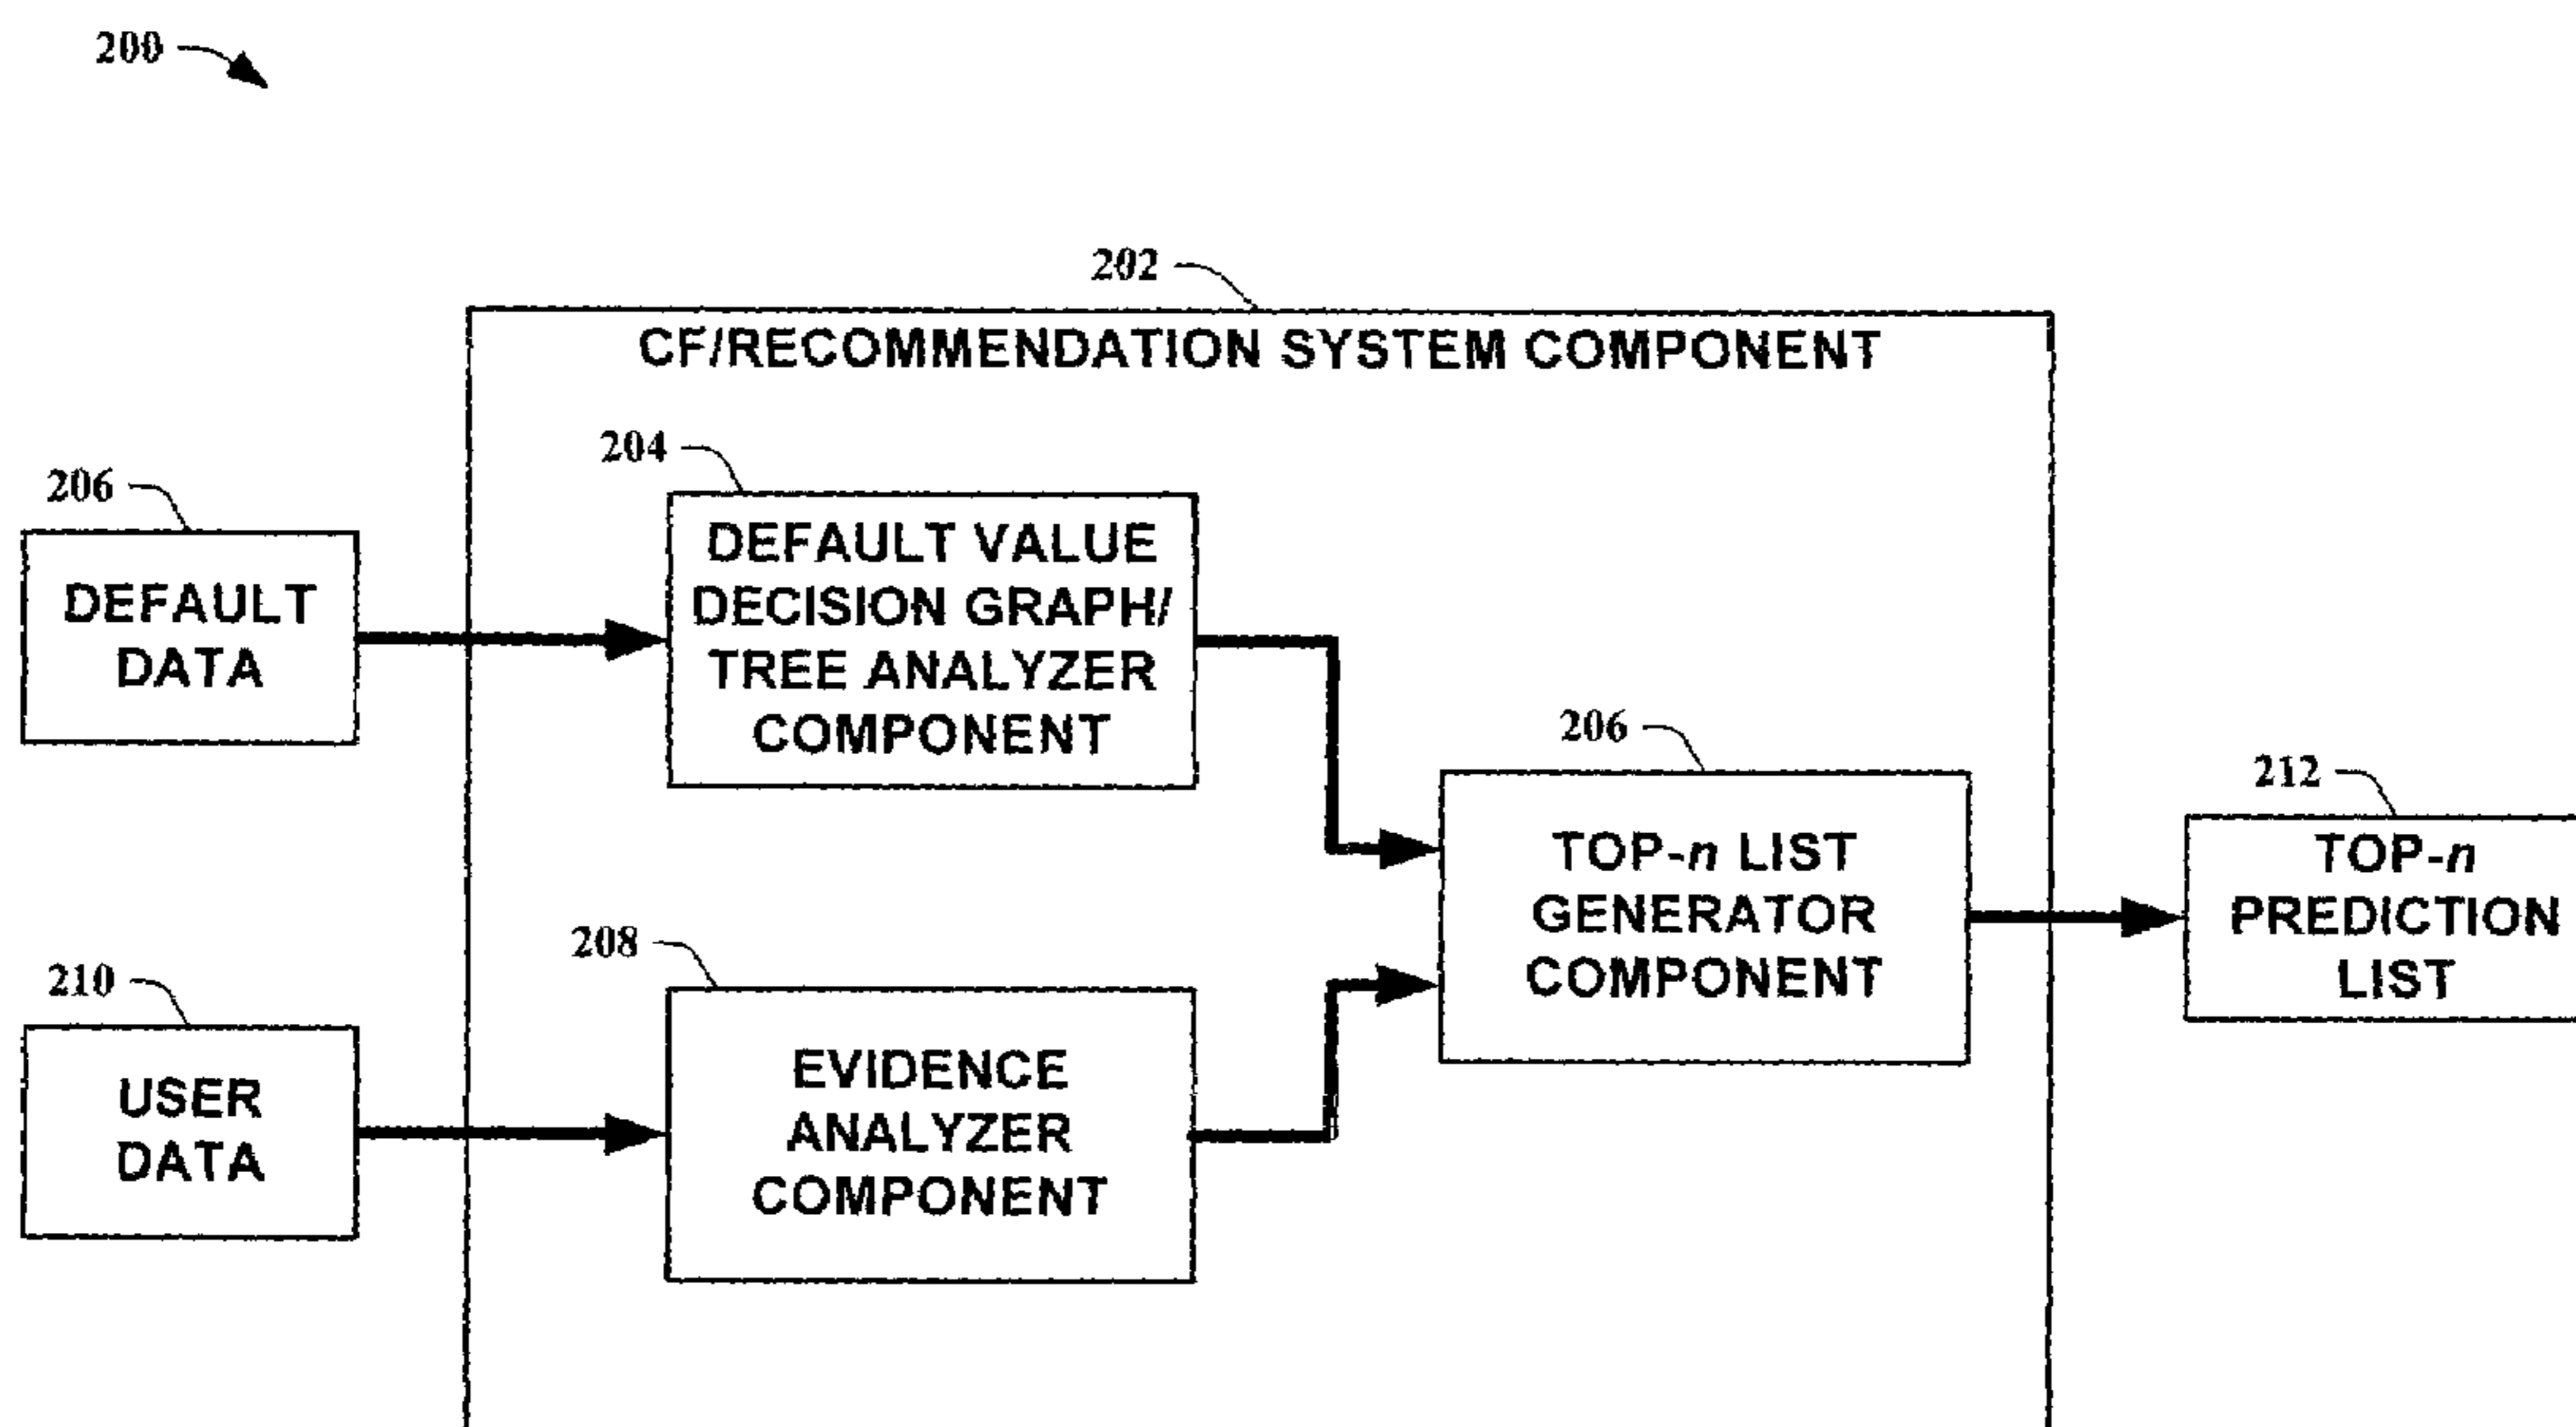 200
202
CF/RECOMMENDATION SYSTEM COMPONENT
204
206
DEFAULT
DATA
DEFAULT VALUE
DECISION GRAPH/
TREE ANALYZER
COMPONENT
206
TOP-n LIST
GENERATOR
COMPONENT
212
TOP-n
PREDICTION
LIST
208
210
USER
DATA
EVIDENCE
ANALYZER
COMPONENT